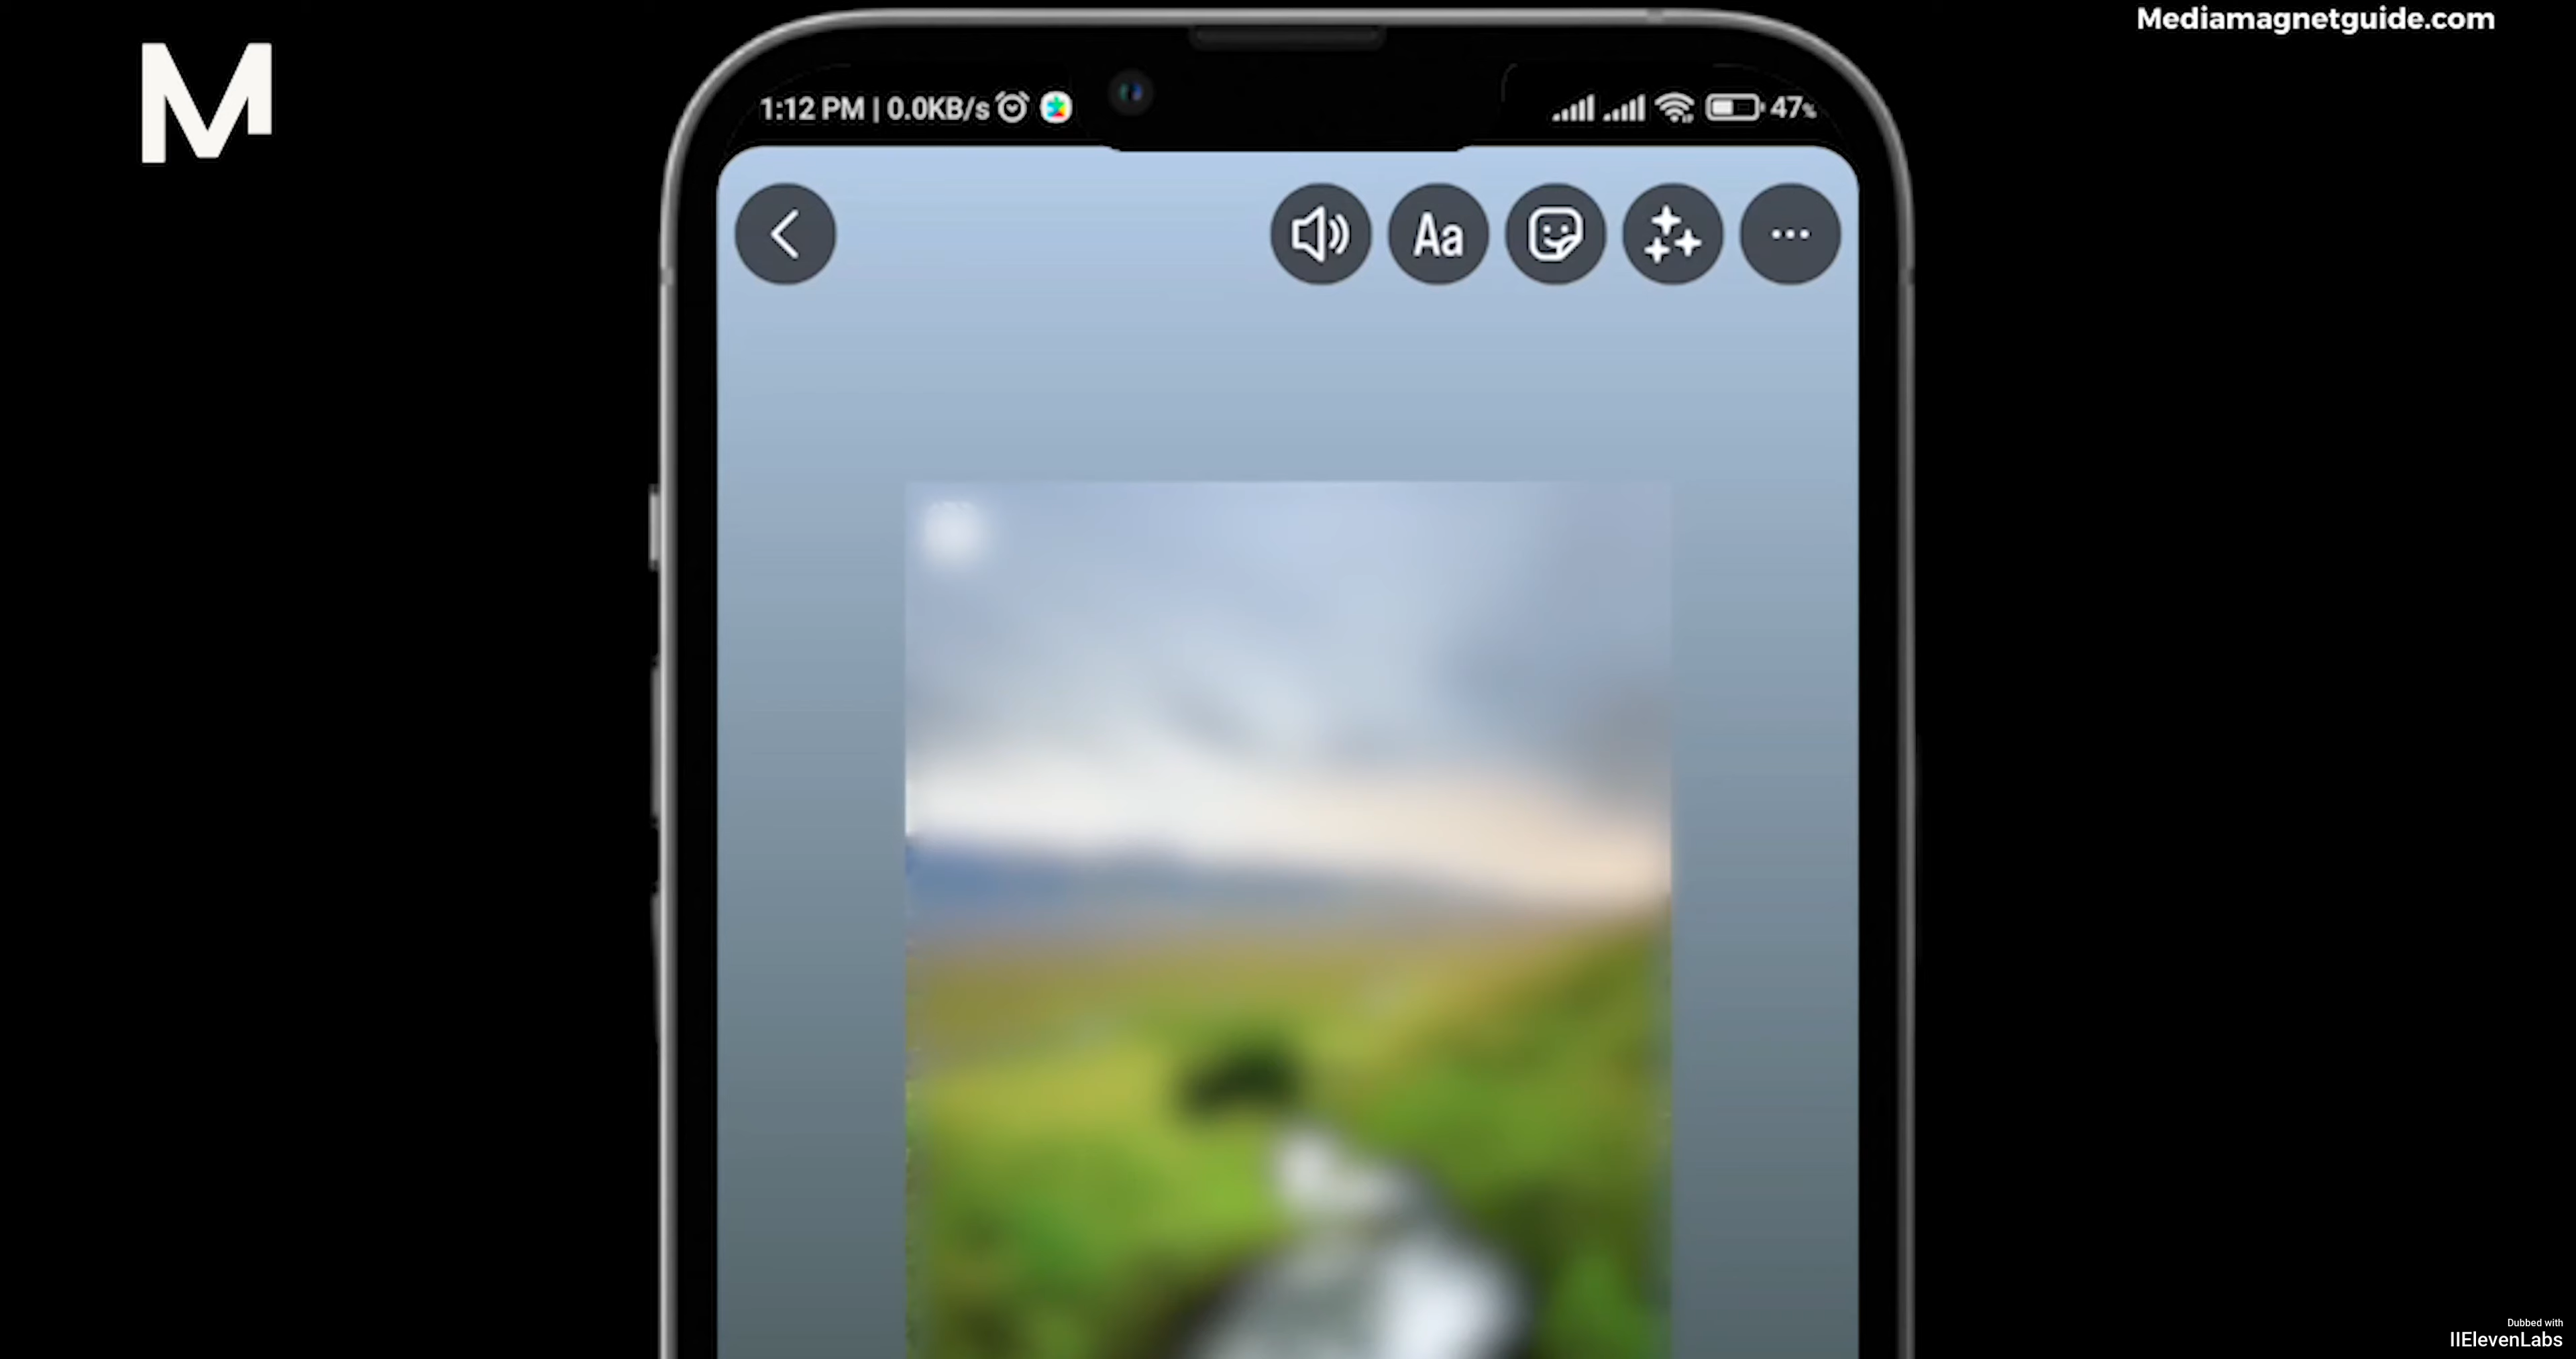 Mediamagnetguide.com
M
1:12 PM | 0.0KB/s
47%
Aa
Dubbed with
IIElevenLabs